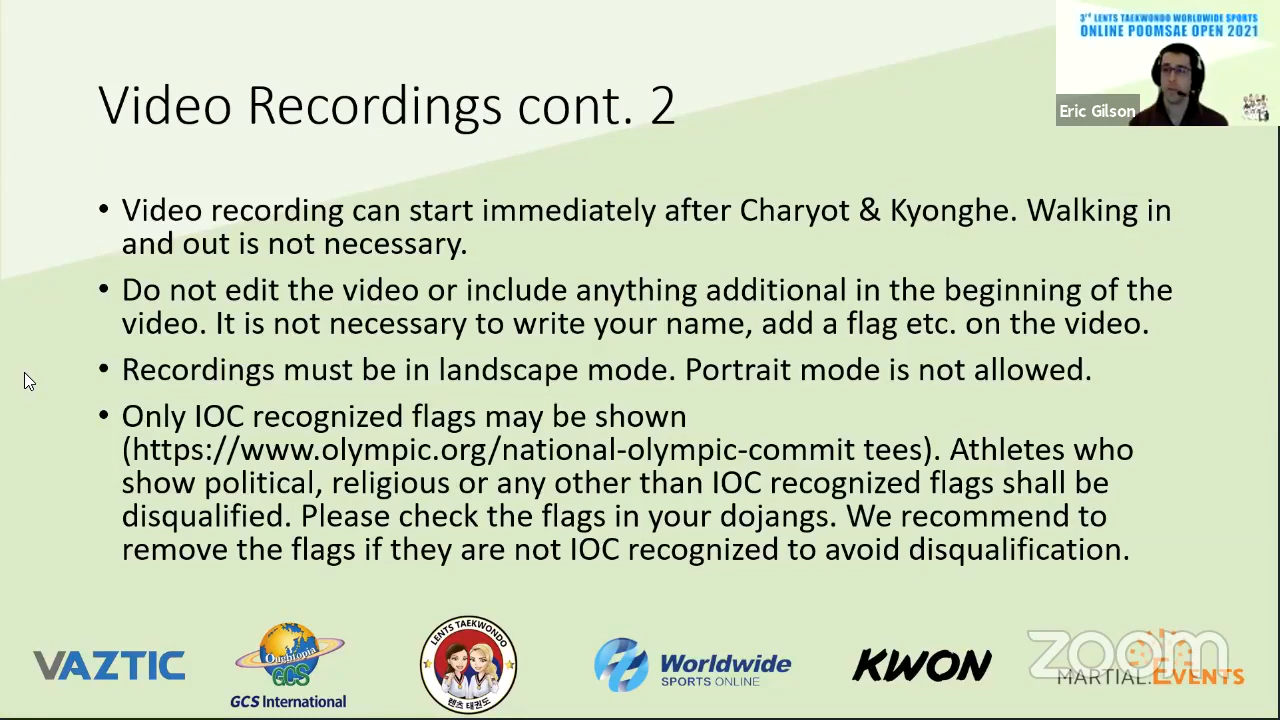 3rd LENTS TAEKWONDO WORLDWIDE SPORTS
ONLINE POOMSAE OPEN 2021
Eric Gilson
Video Recordings cont. 2
• Video recording can start immediately after Charyot & Kyonghe. Walking in
and out is not necessary.
• Do not edit the video or include anything additional in the beginning of the
video. It is not necessary to write your name, add a flag etc. on the video.
• Recordings must be in landscape mode. Portrait mode is not allowed.
• Only IOC recognized flags may be shown
(https://www.olympic.org/national-olympic-commit tees). Athletes who
show political, religious or any other than IOC recognized flags shall be
disqualified. Please check the flags in your dojangs. We recommend to
remove the flags if they are not IOC recognized to avoid disqualification.
VAZTIC
Oughtopia
GCS
GCS International
LENTS TAEKWONDO
렌츠 태권도
Worldwide
SPORTS ONLINE
KWON
zoom
MARTIAL.EVENTS